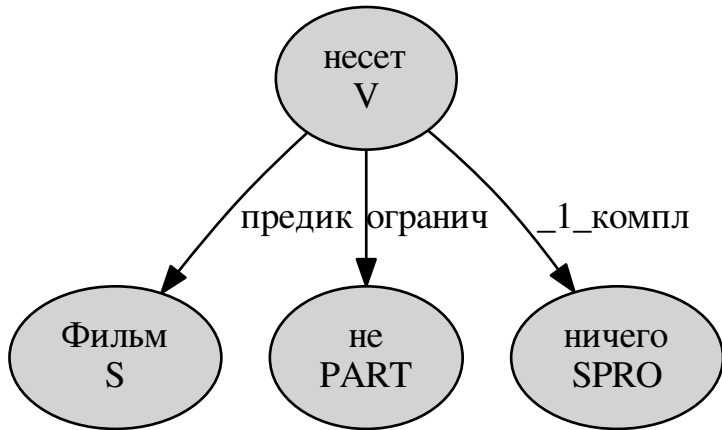 несет
V
предик огранич _1_компл
Фильм не ничего
S PART SPRO